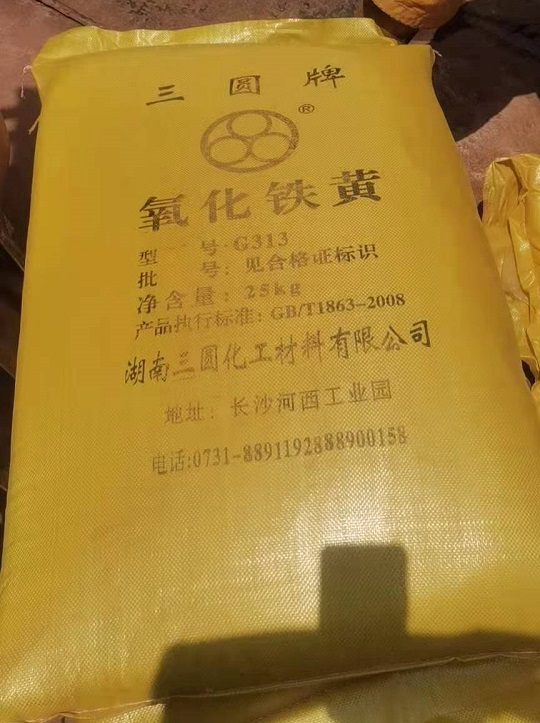 三圆牌
®
氧化铁黄
型 号:G313
批 号:见合格证标识
净含量:25kg
产品执行标准:GB/T1863-2008
湖南三圆化工材料有限公司
地址:长沙河西工业园
电话:0731-8891192888900158